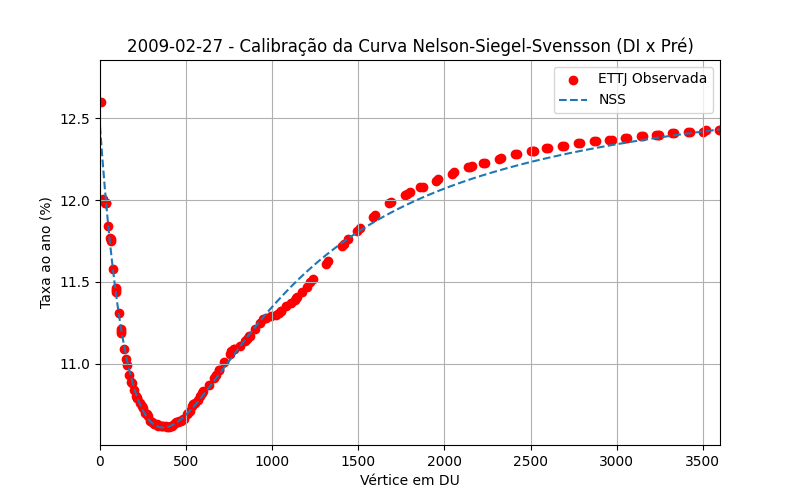 2009-02-27 - Calibração da Curva Nelson-Siegel-Svensson (DI x Pré)
ETTJ Observada
NSS
Taxa ao ano (%)
12.5
12.0
11.5
11.0
0
500
1000
1500
2000
2500
3000
3500
Vértice em DU